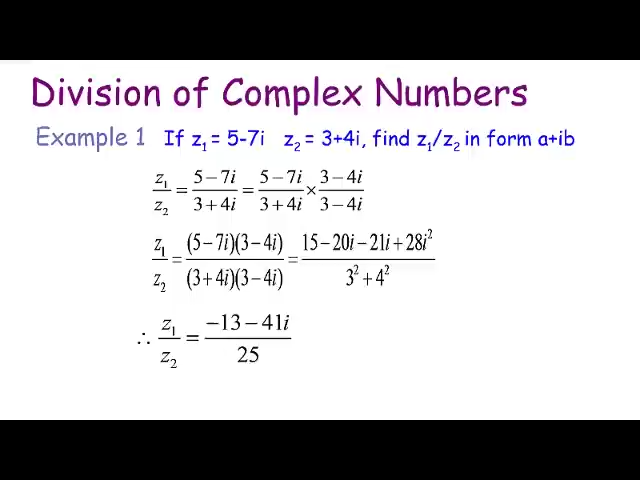 Division of Complex Numbers
Example 1 If z₁ = 5-7i z₂ = 3+4i, find z₁/z₂ in form a+ib
z₁/z₂ = (5−7i)/(3+4i) = (5−7i)/(3+4i) × (3−4i)/(3−4i)
z₁/z₂ = (5−7i)(3−4i)/(3+4i)(3−4i) = (15−20i−21i+28i²)/(3²+4²)
∴ z₁/z₂ = (−13−41i)/25